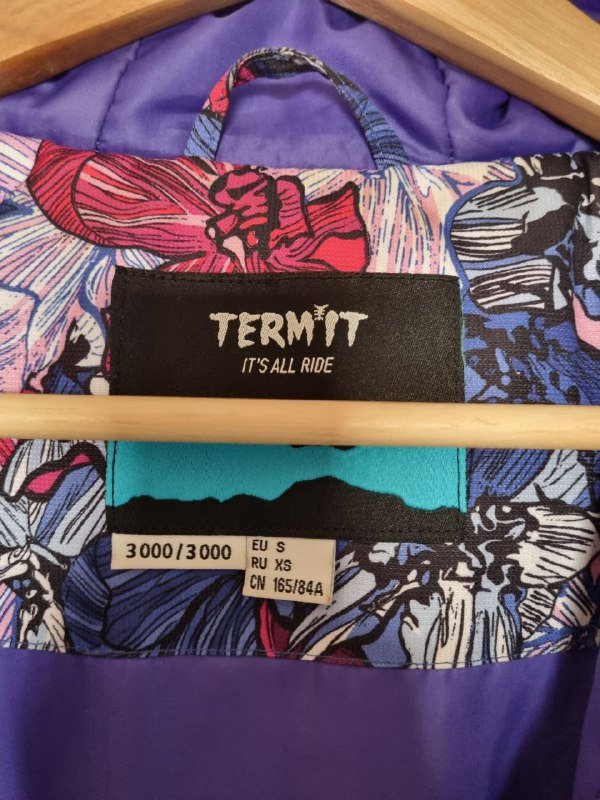 TERMIT
IT'S ALL RIDE
3000/3000
EU S
RU XS
CN 165/84A